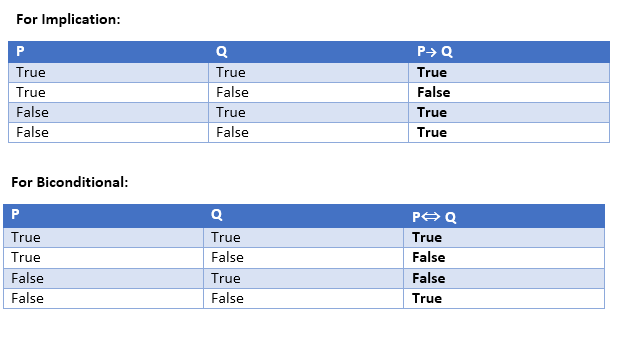 For Implication:
P Q P→ Q
True True True
True False False
False True True
False False True
For Biconditional:
P Q P⇔ Q
True True True
True False False
False True False
False False True